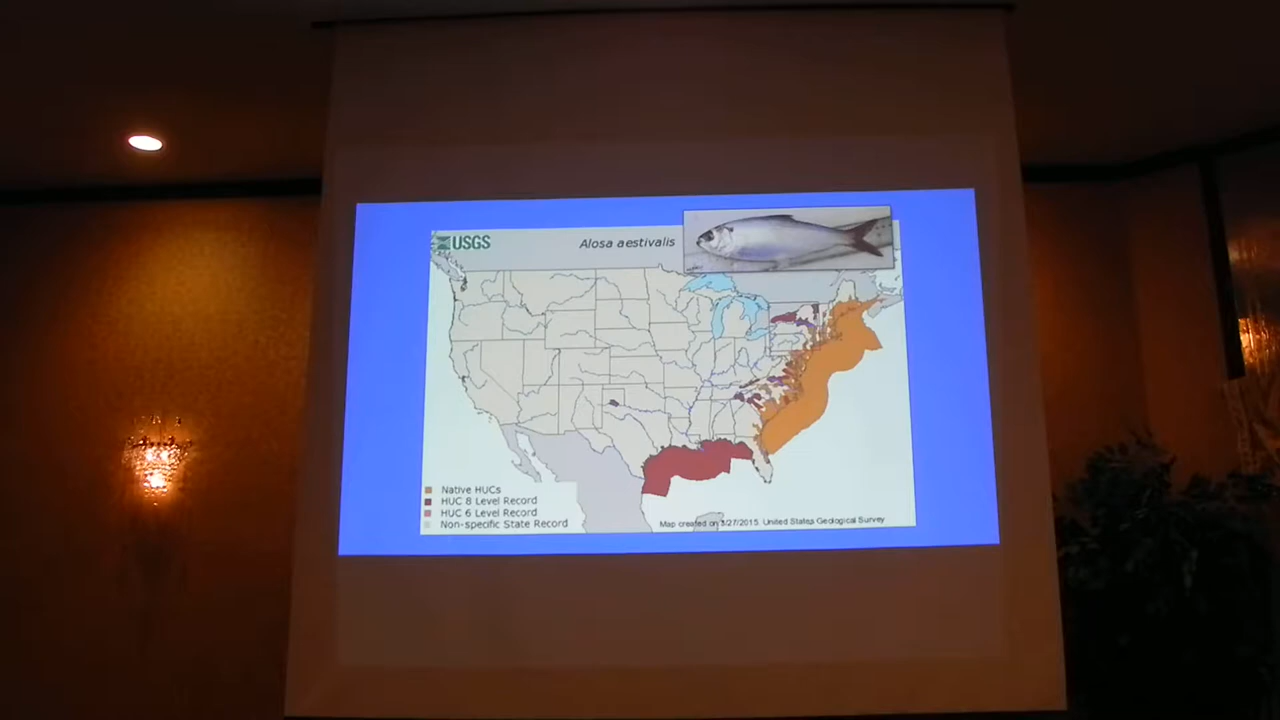 USGS
Alosa aestivalis
Native HUCs
HUC 8 Level Record
HUC 6 Level Record
Non-specific State Record
Map created on 3/27/2015. United States Geological Survey